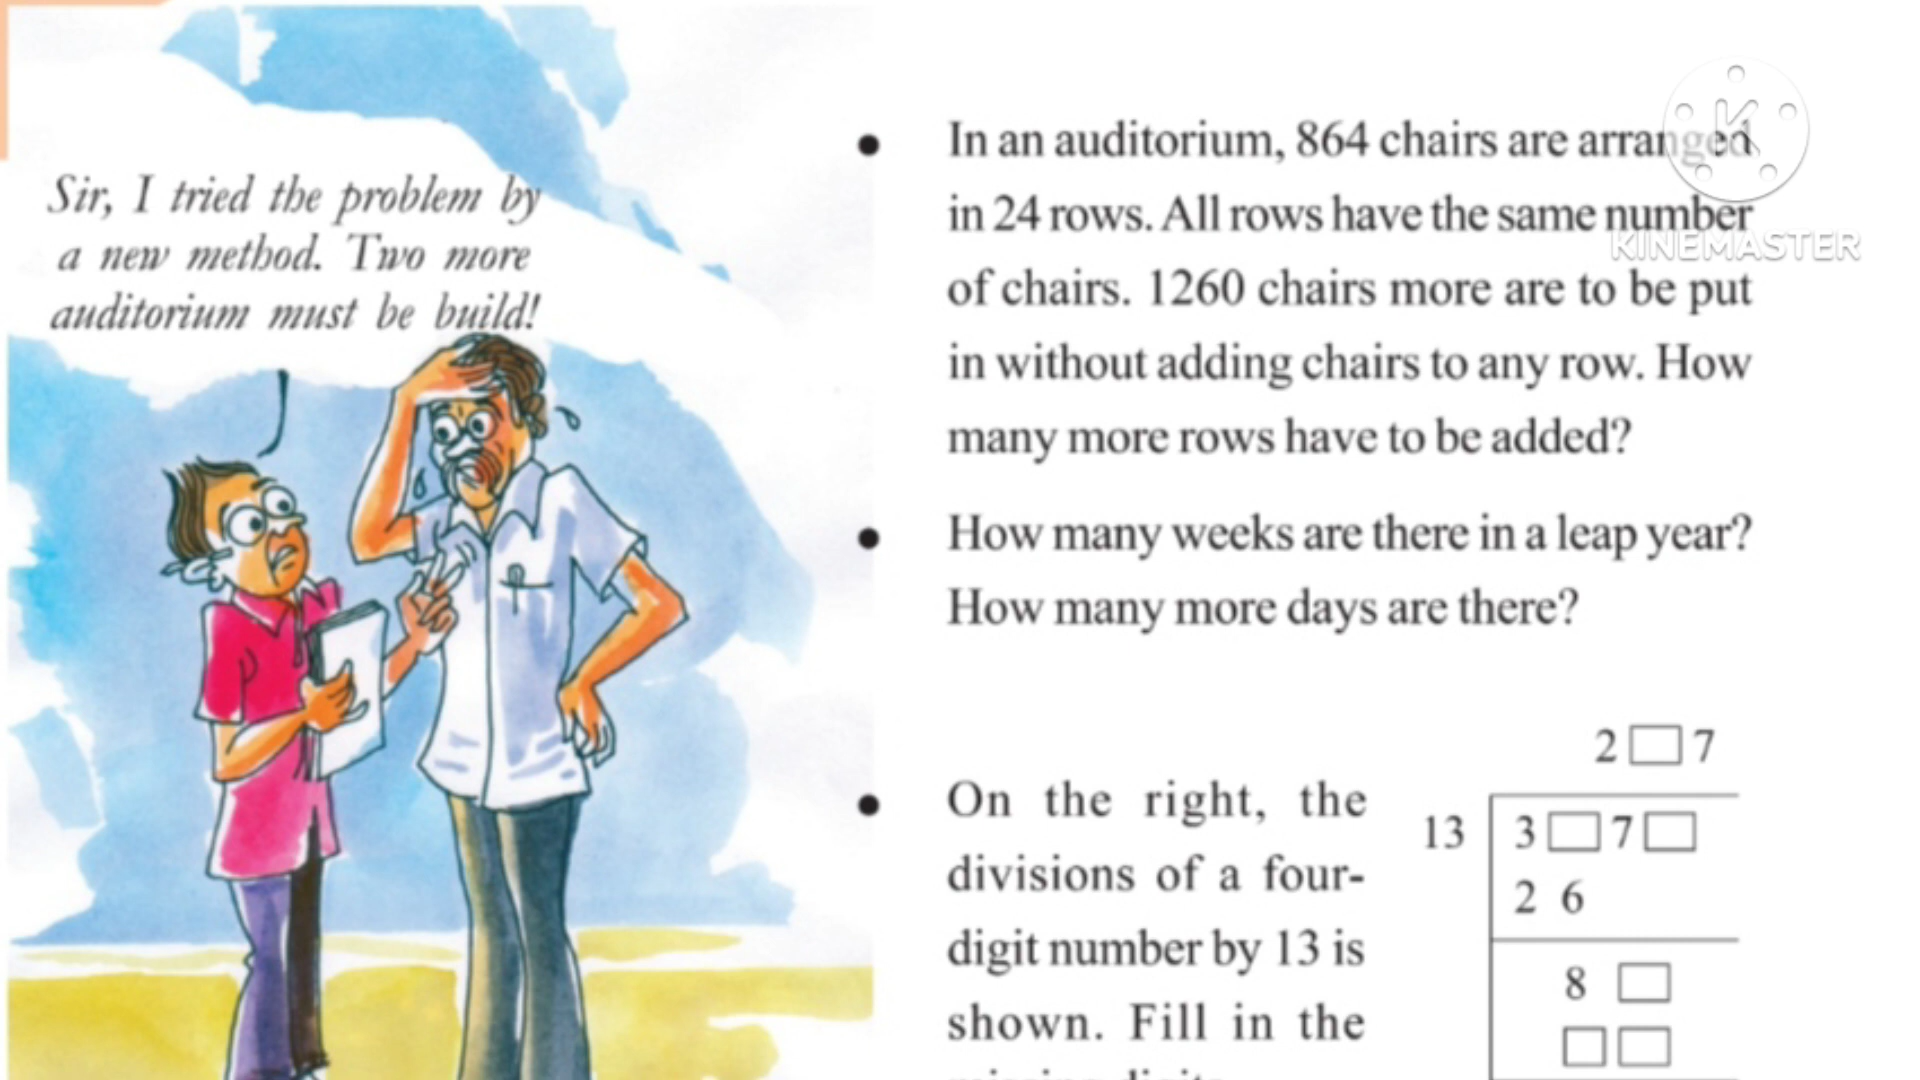 Sir, I tried the problem by
a new method. Two more
auditorium must be build!
In an auditorium, 864 chairs are arranged
in 24 rows. All rows have the same number
of chairs. 1260 chairs more are to be put
in without adding chairs to any row. How
many more rows have to be added?
How many weeks are there in a leap year?
How many more days are there?
On the right, the
divisions of a four-
digit number by 13 is
shown. Fill in the
2 □ 7
13 3 □ 7 □
2 6
8 □
□ □
KINEMASTER